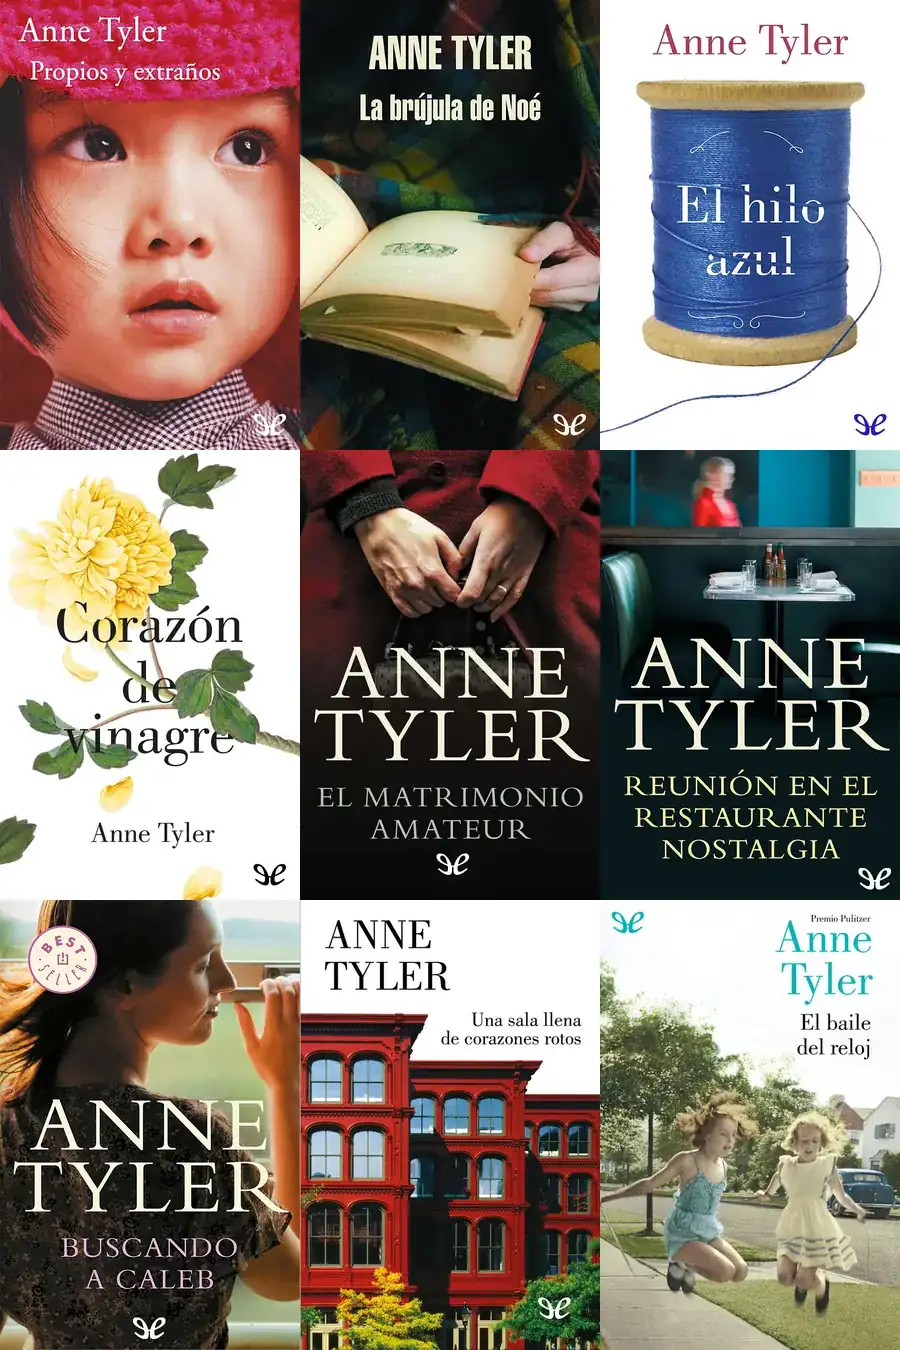 Anne Tyler
Propios y extraños
ANNE TYLER
La brújula de Noé
Anne Tyler
El hilo
azul
Corazón
de
vinagre
Anne Tyler
ANNE
TYLER
EL MATRIMONIO
AMATEUR
ANNE
TYLER
REUNIÓN EN EL
RESTAURANTE
NOSTALGIA
BEST
SELLER
ANNE
TYLER
BUSCANDO
A CALEB
ANNE
TYLER
Una sala llena
de corazones rotos
Premio Pulitzer
Anne
Tyler
El baile
del reloj